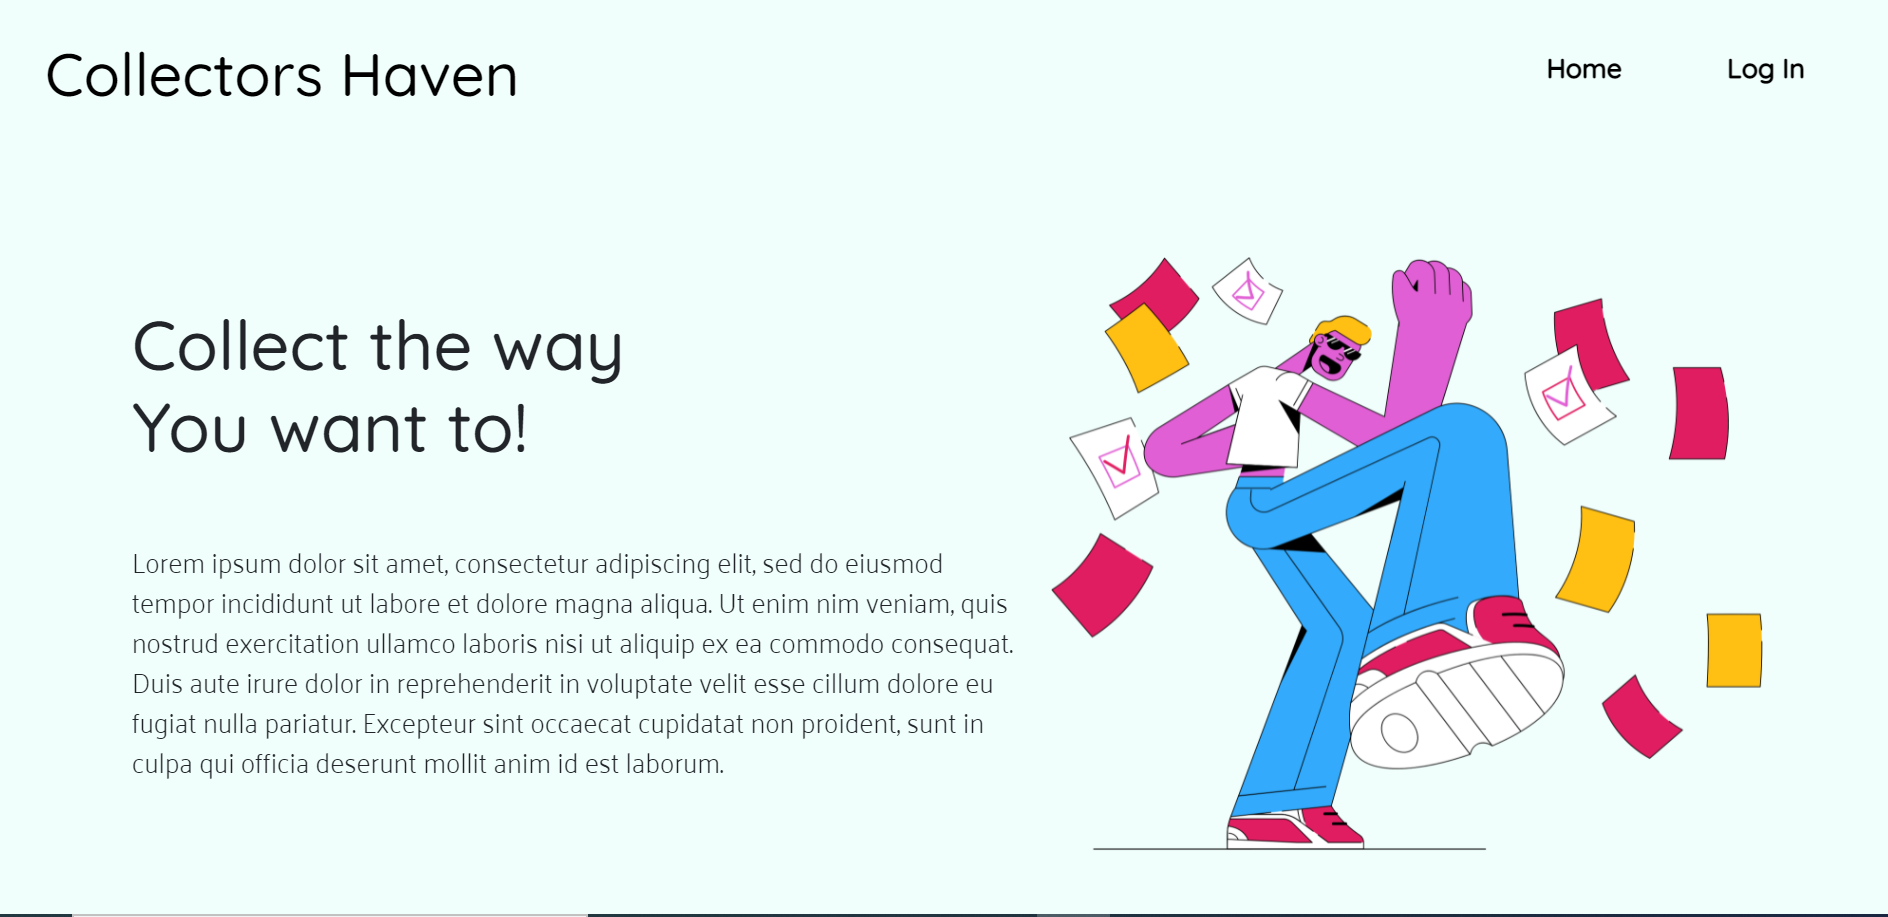 Collectors Haven
Home
Log In
Collect the way
You want to!
Lorem ipsum dolor sit amet, consectetur adipiscing elit, sed do eiusmod
tempor incididunt ut labore et dolore magna aliqua. Ut enim nim veniam, quis
nostrud exercitation ullamco laboris nisi ut aliquip ex ea commodo consequat.
Duis aute irure dolor in reprehenderit in voluptate velit esse cillum dolore eu
fugiat nulla pariatur. Excepteur sint occaecat cupidatat non proident, sunt in
culpa qui officia deserunt mollit anim id est laborum.